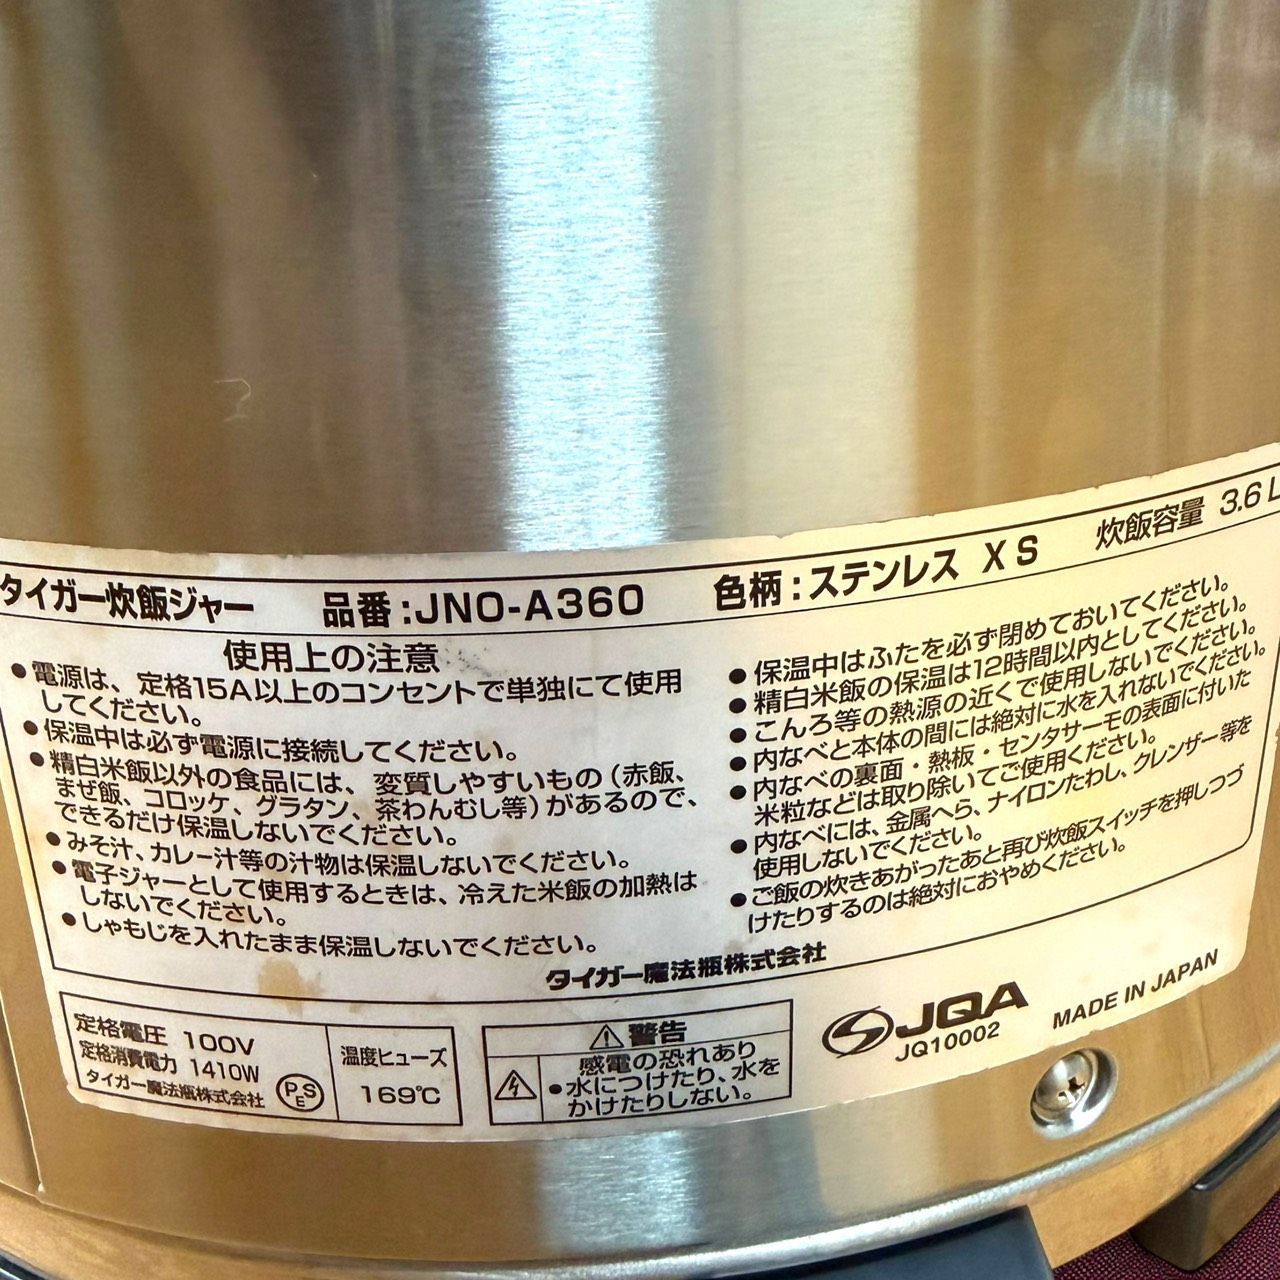 タイガー炊飯ジャー 品番:JNO-A360 色柄:ステンレス XS 炊飯容量 3.6L
使用上の注意
●電源は、定格15A以上のコンセントで単独にて使用
してください。
●保温中は必ず電源に接続してください。
●精白米飯以外の食品には、変質しやすいもの(赤飯、
まぜ飯、コロッケ、グラタン、茶わんむし等)があるので、
できるだけ保温しないでください。
●みそ汁、カレー汁等の汁物は保温しないでください。
●電子ジャーとして使用するときは、冷えた米飯の加熱は
しないでください。
●しゃもじを入れたまま保温しないでください。
●保温中はふたを必ず閉めておいてください。
●精白米飯の保温は12時間以内としてください。
●こんろ等の熱源の近くで使用しないでください。
●内なべと本体の間には絶対に水を入れないでください。
●内なべの裏面・熱板・センタサーモの表面に付いた
米粒などは取り除いてご使用ください。
●内なべには、金属へら、ナイロンたわし、クレンザー等を
使用しないでください。
●ご飯の炊きあがったあと再び炊飯スイッチを押しつづ
けたりするのは絶対におやめください。
タイガー魔法瓶株式会社
定格電圧 100V
定格消費電力 1410W
タイガー魔法瓶株式会社
PSE
温度ヒューズ
169℃
警告
感電の恐れあり
●水につけたり、水を
かけたりしない。
JQA
JQ10002
MADE IN JAPAN